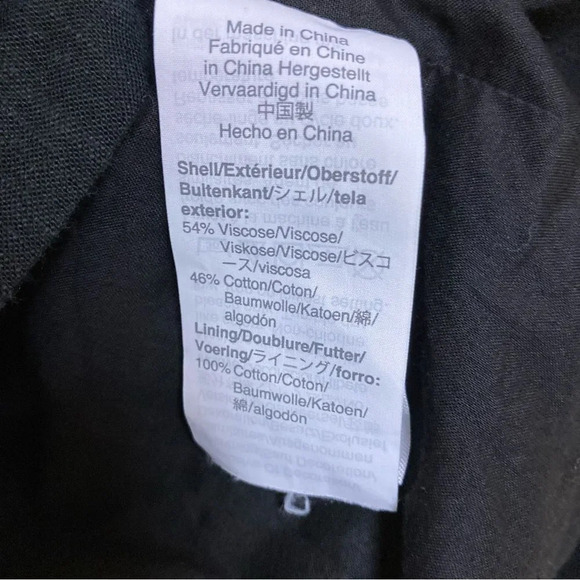 Made in China
Fabriqué en Chine
in China Hergestellt
Vervaardigd in China
中国製
Hecho en China
Shell/Extérieur/Oberstoff/
Buitenkant/シェル/tela
exterior:
54% Viscose/Viscose/
Viskose/Viscose/ビスコ
ース/viscosa
46% Cotton/Coton/
Baumwolle/Katoen/綿/
algodón
Lining/Doublure/Futter/
Voering/ライニング/forro:
100% Cotton/Coton/
Baumwolle/Katoen/
綿/algodón